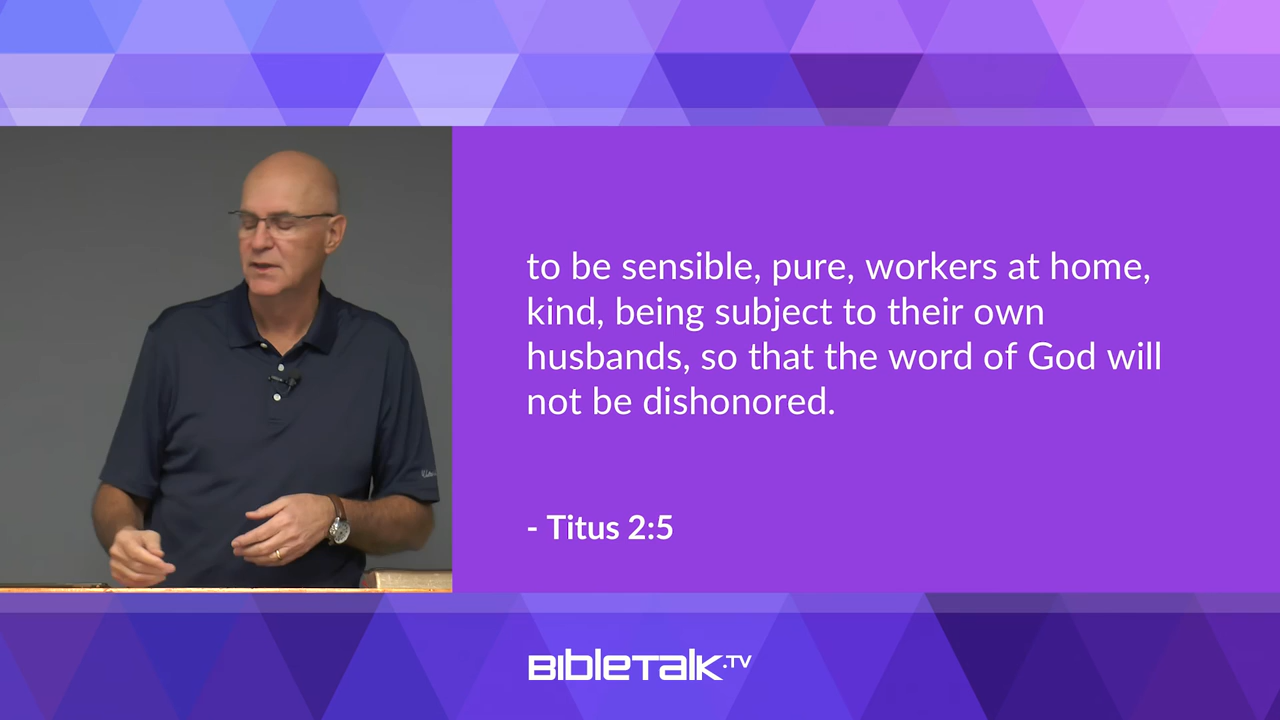 to be sensible, pure, workers at home,
kind, being subject to their own
husbands, so that the word of God will
not be dishonored.
- Titus 2:5
BIBLETALK.TV